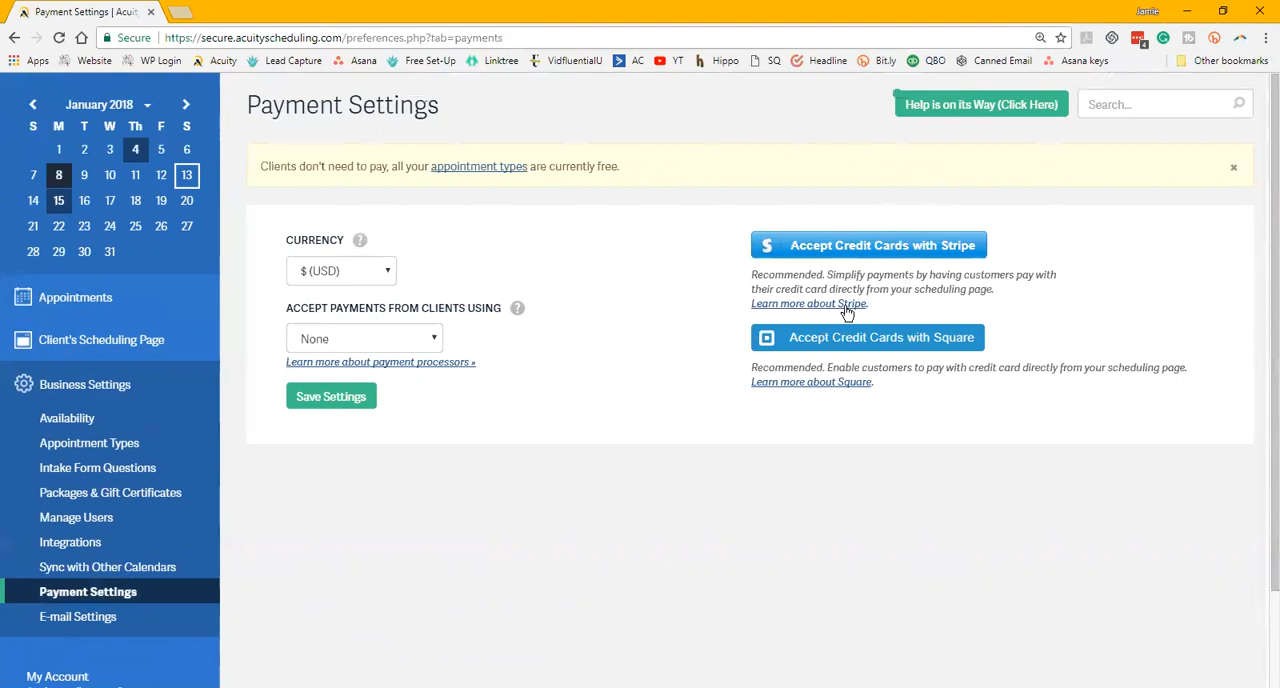 Payment Settings | Acuit
Jamie
Secure https://secure.acuityscheduling.com/preferences.php?tab=payments
4
Apps Website WP Login Acuity Lead Capture Asana Free Set-Up Linktree VidfluentialU AC YT Hippo SQ Headline Bit.ly QBO Canned Email Asana keys Other bookmarks
January 2018
S M T W Th F S
1 2 3 4 5 6
7 8 9 10 11 12 13
14 15 16 17 18 19 20
21 22 23 24 25 26 27
28 29 30 31
Appointments
Client's Scheduling Page
Business Settings
Availability
Appointment Types
Intake Form Questions
Packages & Gift Certificates
Manage Users
Integrations
Sync with Other Calendars
Payment Settings
E-mail Settings
My Account
Payment Settings
Help is on its Way (Click Here)
Search...
Clients don't need to pay, all your appointment types are currently free.
×
CURRENCY ?
$ (USD)
ACCEPT PAYMENTS FROM CLIENTS USING ?
None
Learn more about payment processors »
Save Settings
S Accept Credit Cards with Stripe
Recommended. Simplify payments by having customers pay with
their credit card directly from your scheduling page.
Learn more about Stripe.
Accept Credit Cards with Square
Recommended. Enable customers to pay with credit card directly from your scheduling page.
Learn more about Square.